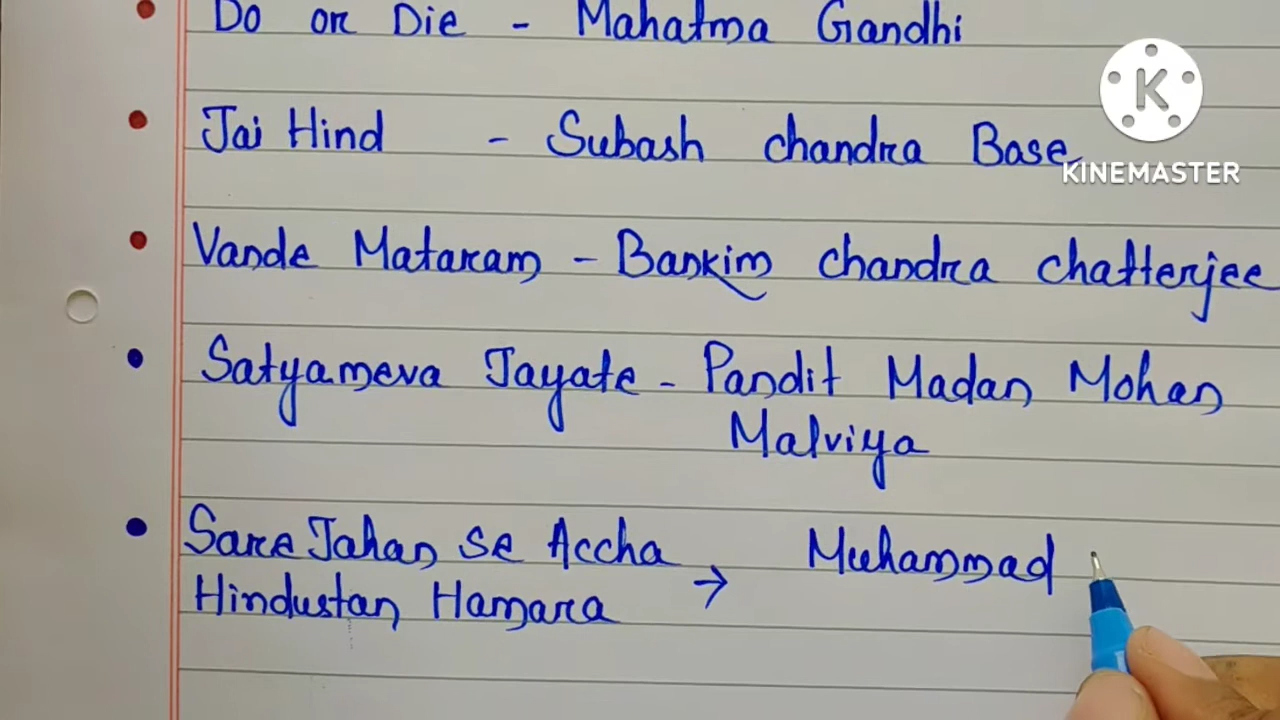 Do or Die - Mahatma Gandhi
Jai Hind - Subash chandra Base
KINEMASTER
Vande Mataram - Bankim chandra chatterjee
Satyameva Jayate - Pandit Madan Mohan
Malviya
Sare Jahan se Accha → Muhammad
Hindustan Hamara